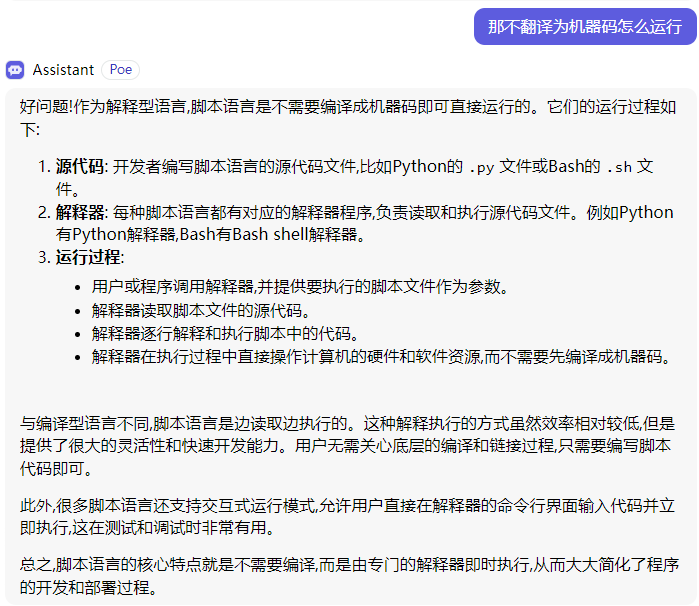 那不翻译为机器码怎么运行
Assistant Poe
好问题!作为解释型语言,脚本语言是不需要编译成机器码即可直接运行的。它们的运行过程如
下:
1. 源代码: 开发者编写脚本语言的源代码文件,比如Python的 .py 文件或Bash的 .sh 文
件。
2. 解释器: 每种脚本语言都有对应的解释器程序,负责读取和执行源代码文件。例如Python
有Python解释器,Bash有Bash shell解释器。
3. 运行过程:
• 用户或程序调用解释器,并提供要执行的脚本文件作为参数。
• 解释器读取脚本文件的源代码。
• 解释器逐行解释和执行脚本中的代码。
• 解释器在执行过程中直接操作计算机的硬件和软件资源,而不需要先编译成机器码。
与编译型语言不同,脚本语言是边读取边执行的。这种解释执行的方式虽然效率相对较低,但是
提供了很大的灵活性和快速开发能力。用户无需关心底层的编译和链接过程,只需要编写脚本
代码即可。
此外,很多脚本语言还支持交互式运行模式,允许用户直接在解释器的命令行界面输入代码并立
即执行,这在测试和调试时非常有用。
总之,脚本语言的核心特点就是不需要编译,而是由专门的解释器即时执行,从而大大简化了程序
的开发和部署过程。